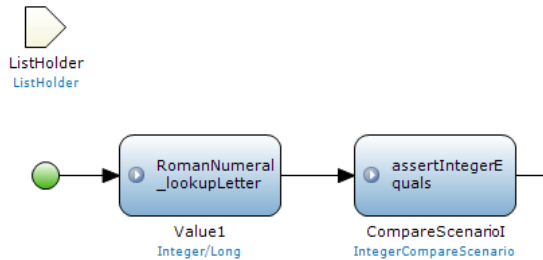 ListHolder
ListHolder
RomanNumeral
_lookupLetter
assertIntegerE
quals
Value1
CompareScenarioI
Integer/Long
IntegerCompareScenario